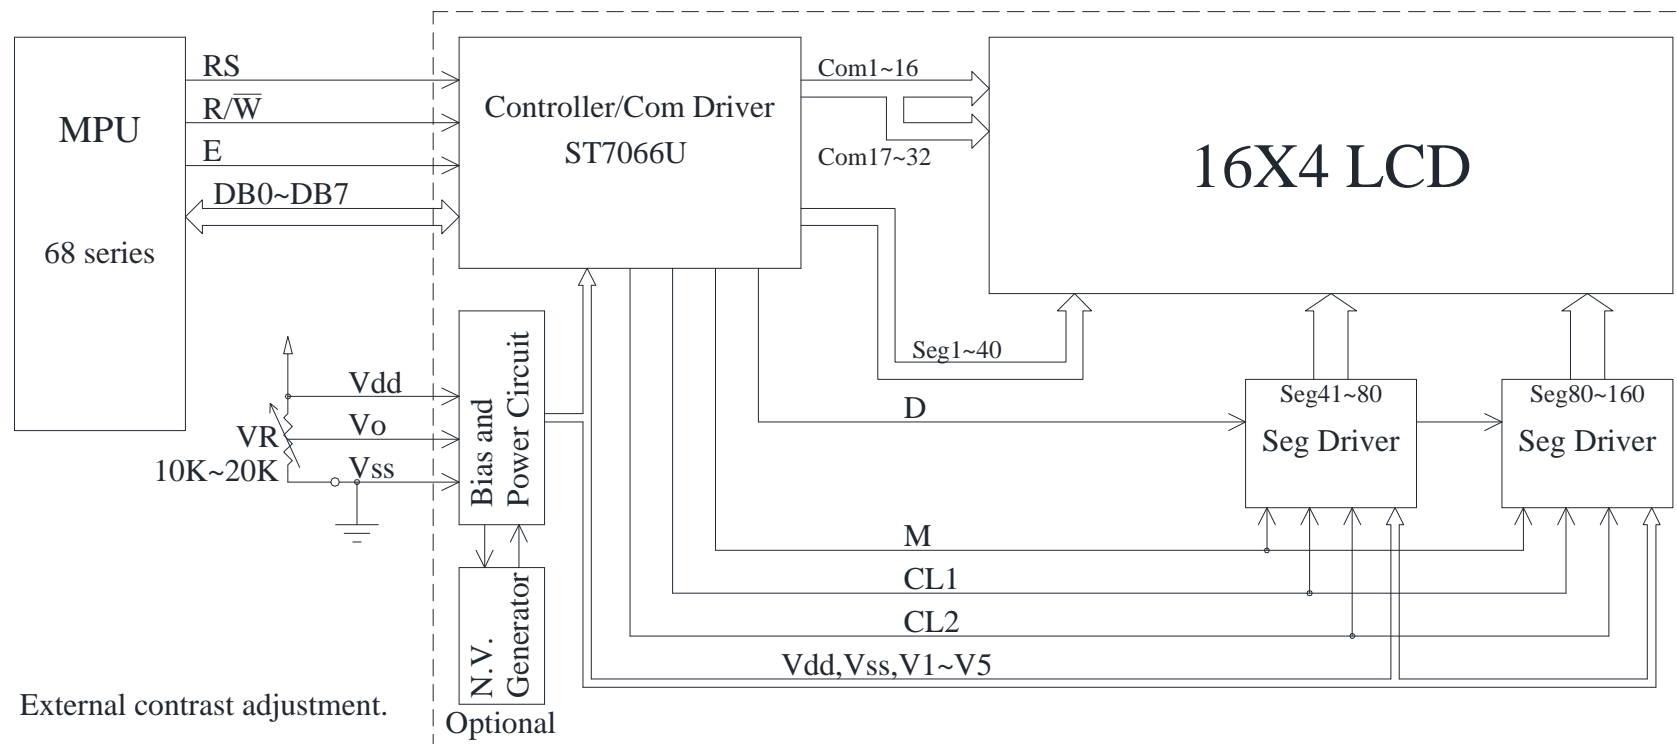 MPU
68 series
RS
R/W̅
E
DB0~DB7
Controller/Com Driver
ST7066U
Com1~16
Com17~32
16X4 LCD
Seg1~40
Vdd
Vo
Vss
VR
10K~20K
Bias and
Power Circuit
D
Seg41~80
Seg Driver
Seg80~160
Seg Driver
M
CL1
CL2
Vdd,Vss,V1~V5
N.V.
Generator
Optional
External contrast adjustment.